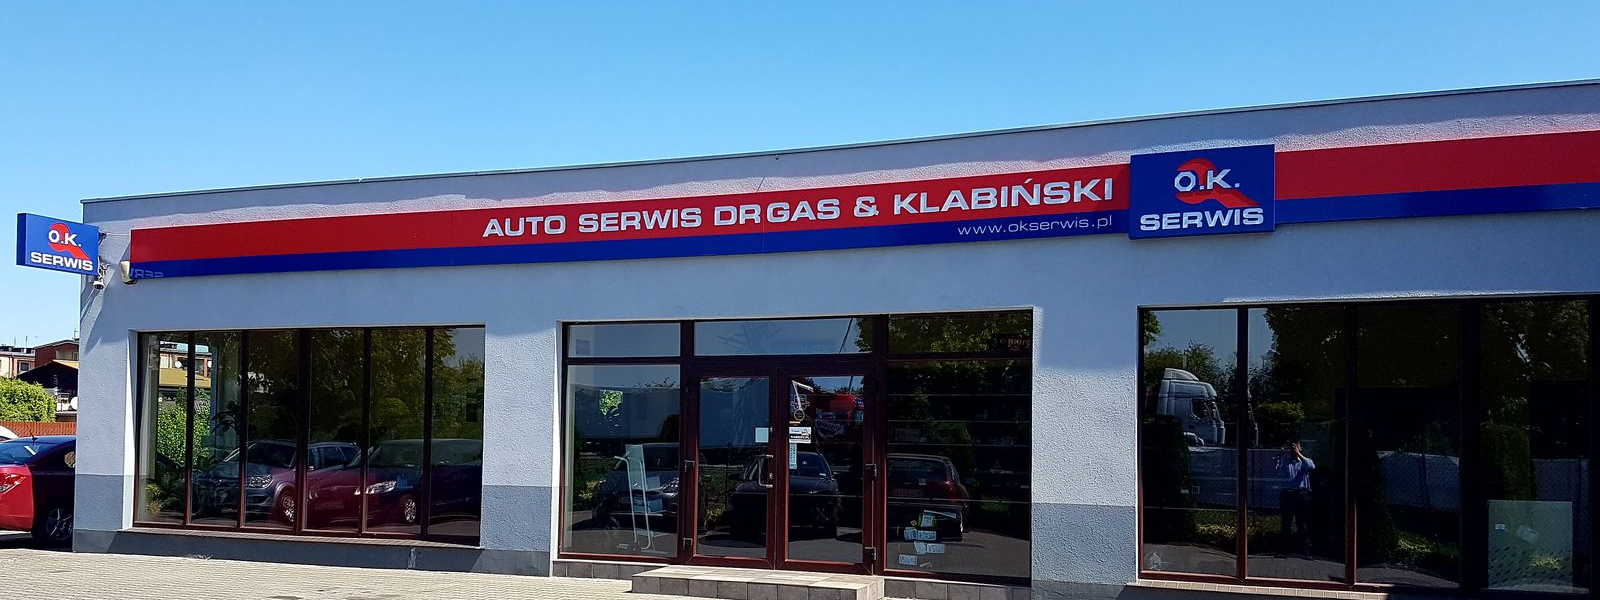 O.K.
SERWIS
AUTO SERWIS DRGAS & KLABIŃSKI
www.okserwis.pl
O.K.
SERWIS